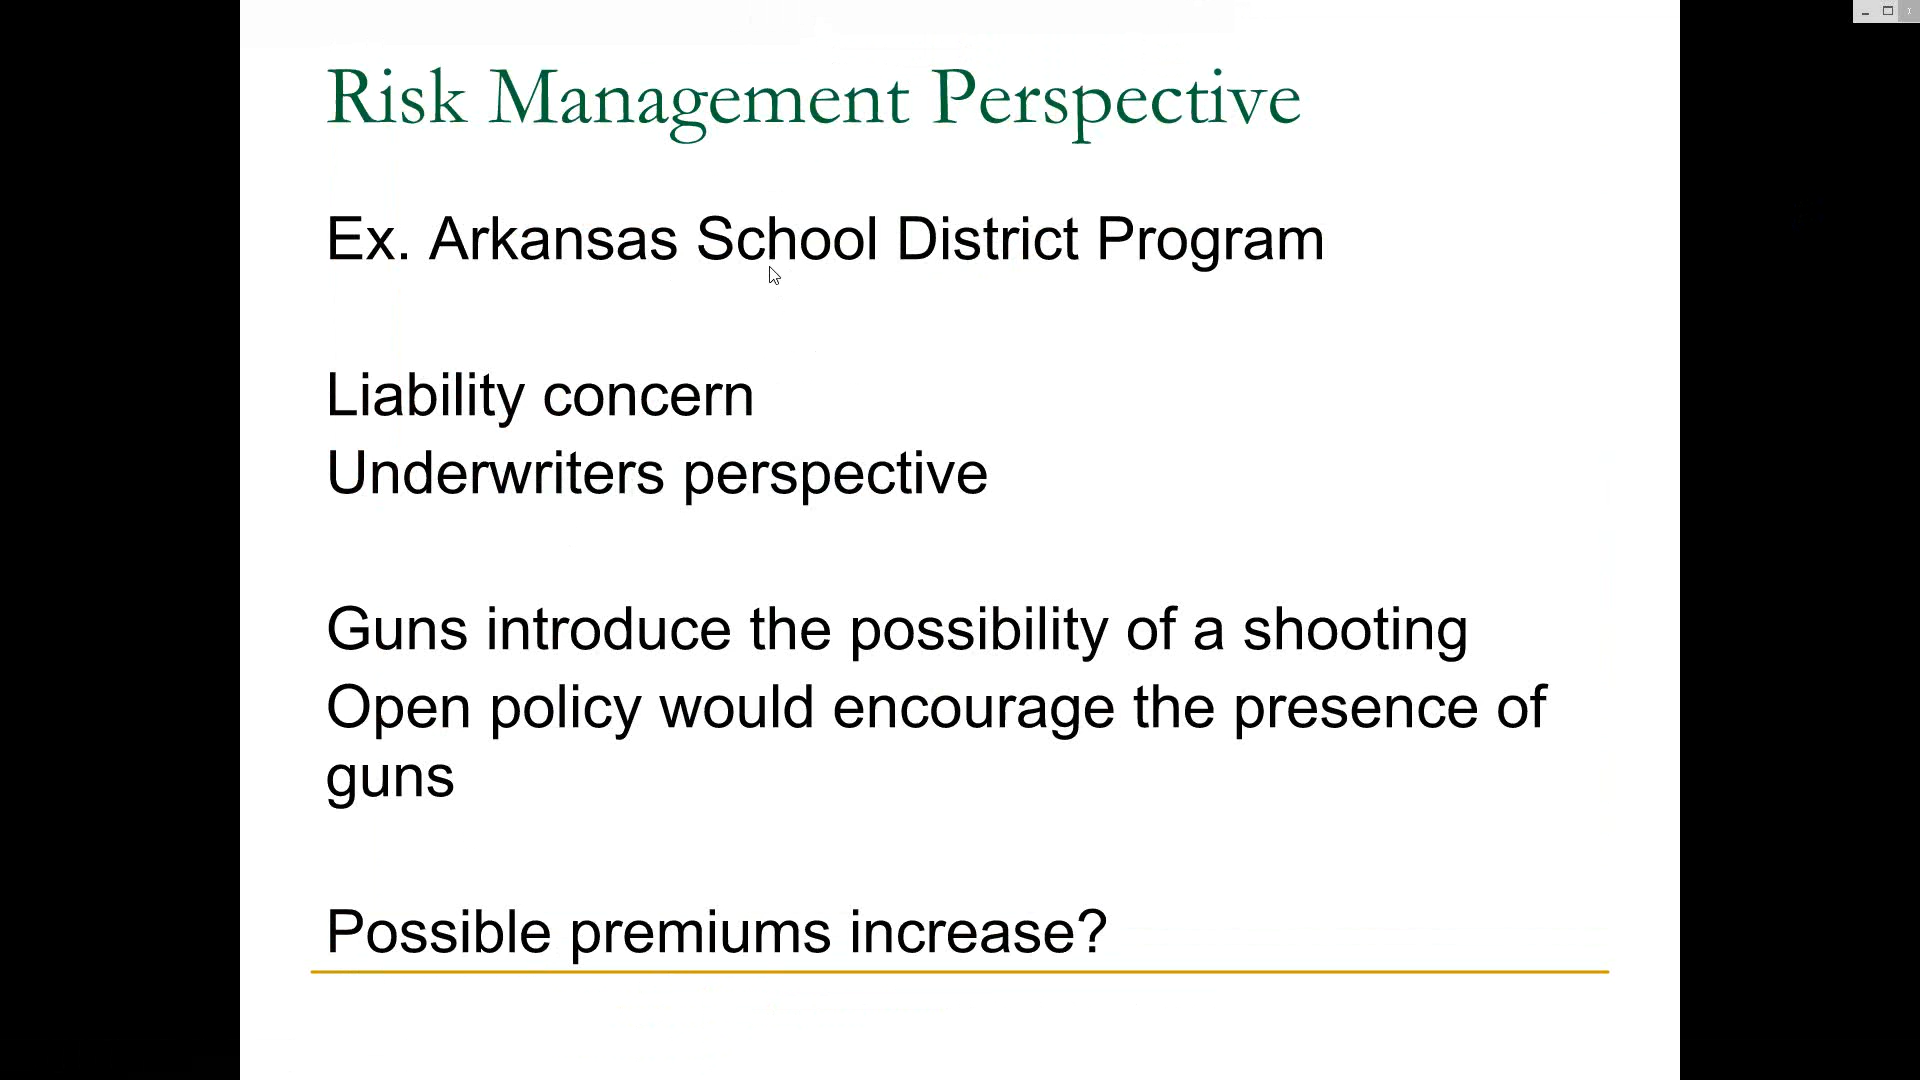 Risk Management Perspective
Ex. Arkansas School District Program
Liability concern
Underwriters perspective
Guns introduce the possibility of a shooting
Open policy would encourage the presence of
guns
Possible premiums increase?